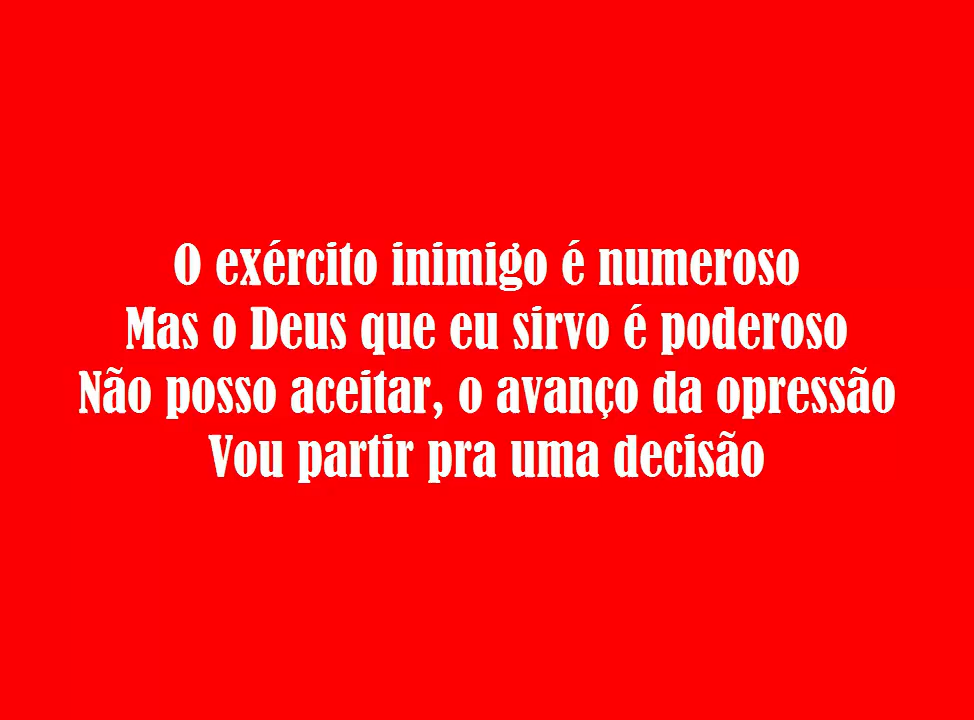 O exército inimigo é numeroso
Mas o Deus que eu sirvo é poderoso
Não posso aceitar, o avanço da opressão
Vou partir pra uma decisão